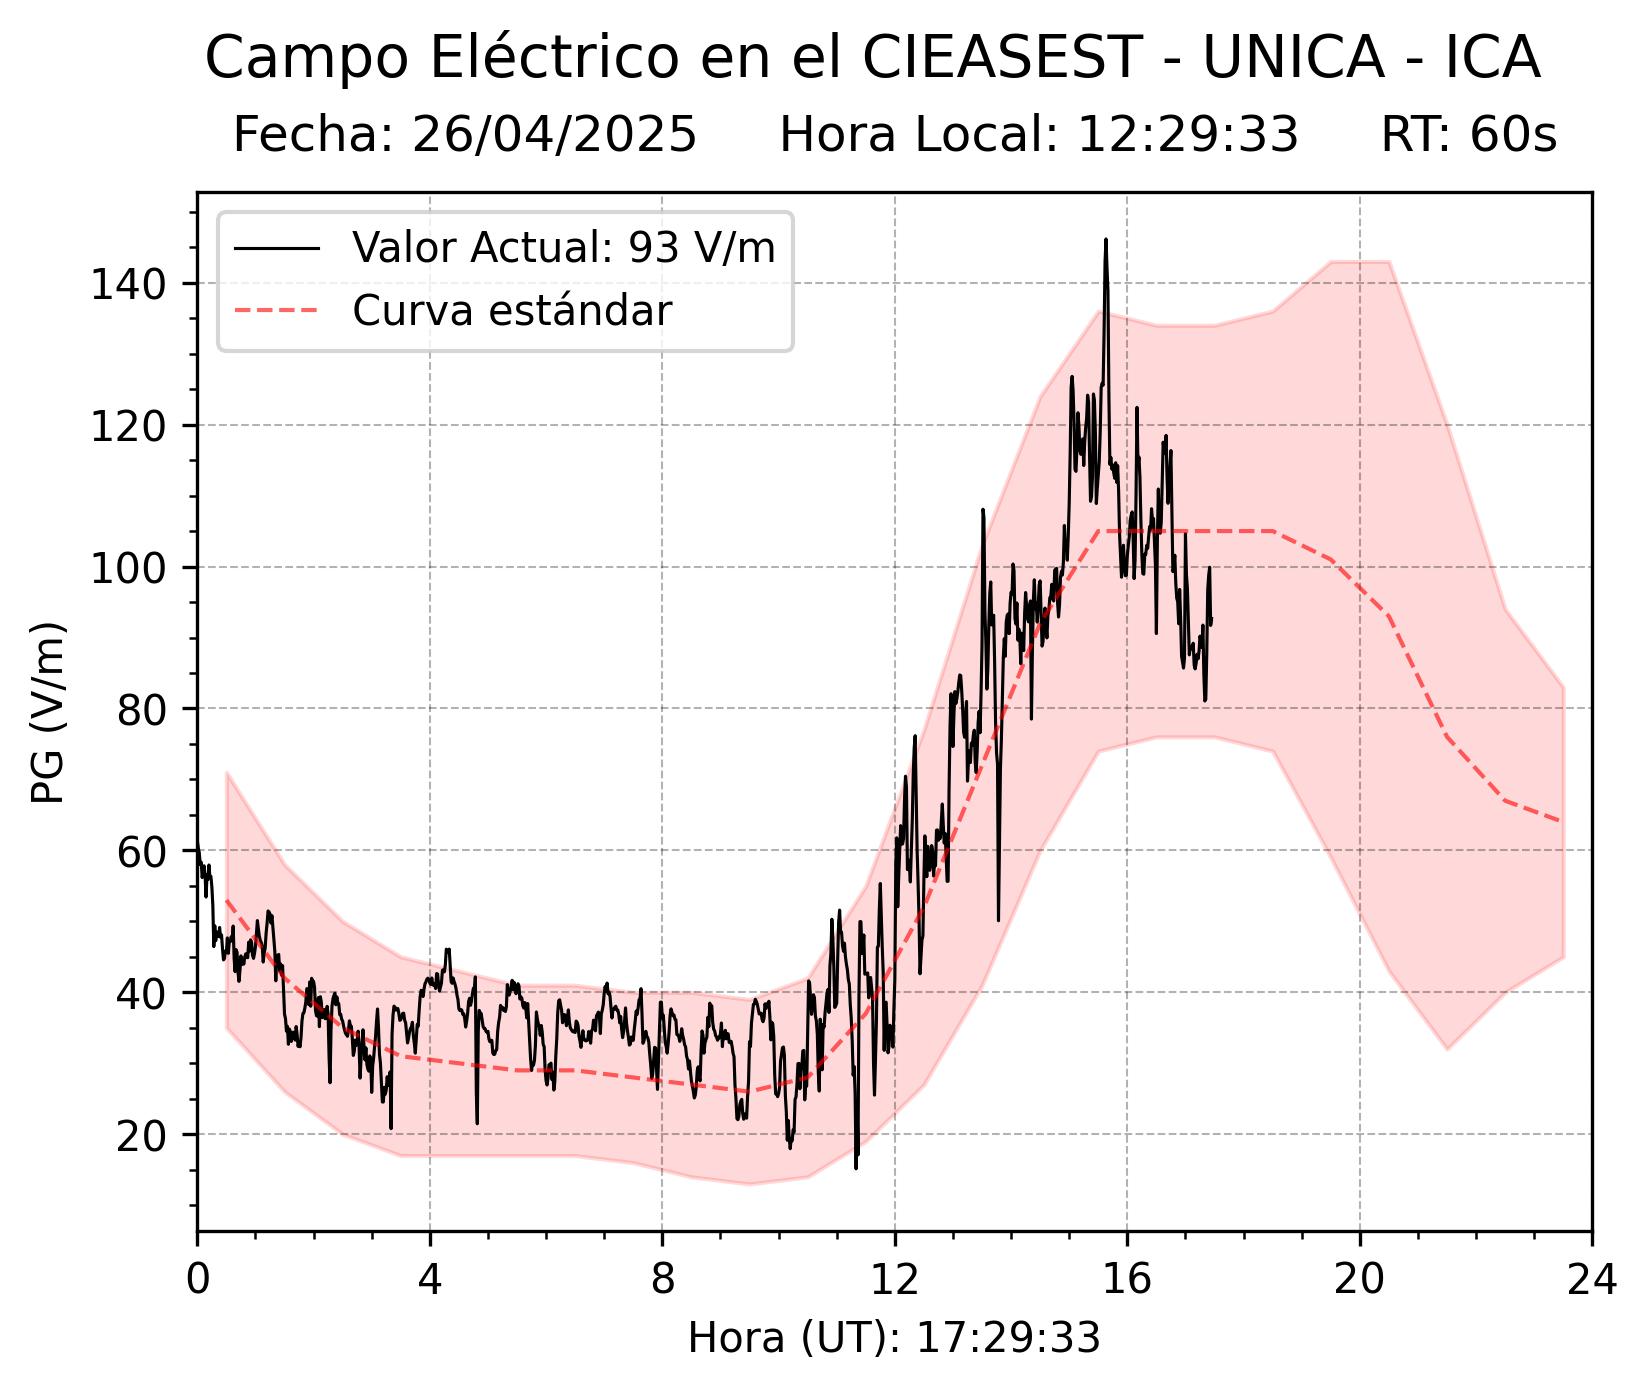 Campo Eléctrico en el CIEASEST - UNICA - ICA
Fecha: 26/04/2025 Hora Local: 12:29:33 RT: 60s
Valor Actual: 93 V/m
Curva estándar
PG (V/m)
140
120
100
80
60
40
20
0 4 8 12 16 20 24
Hora (UT): 17:29:33